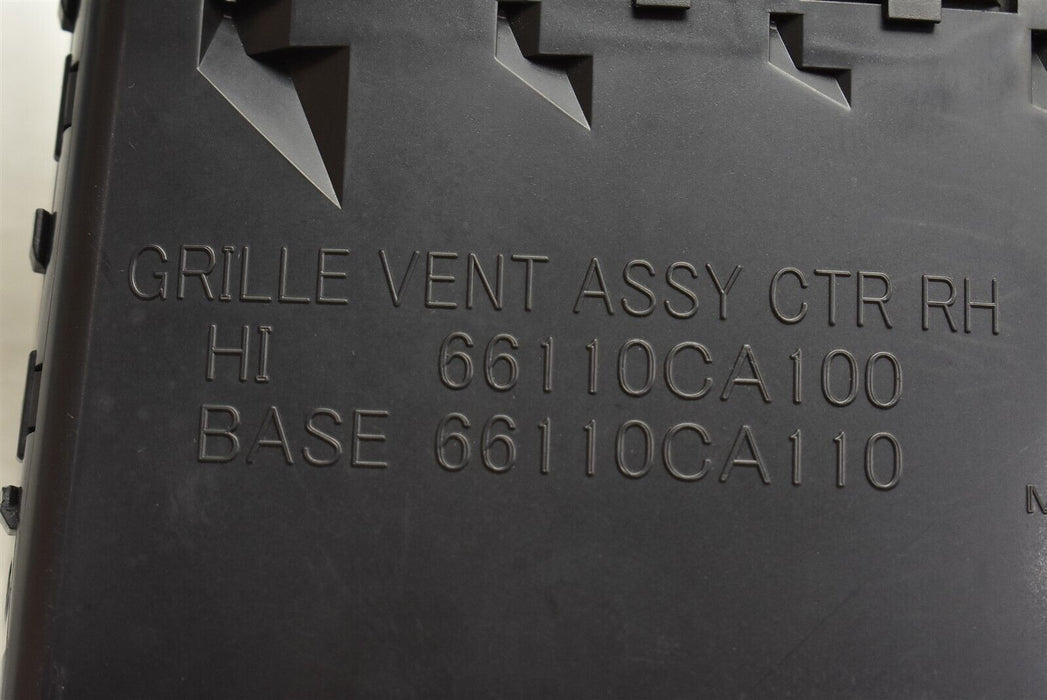 GRILLE VENT ASSY CTR RH
HI 66110CA100
BASE 66110CA110